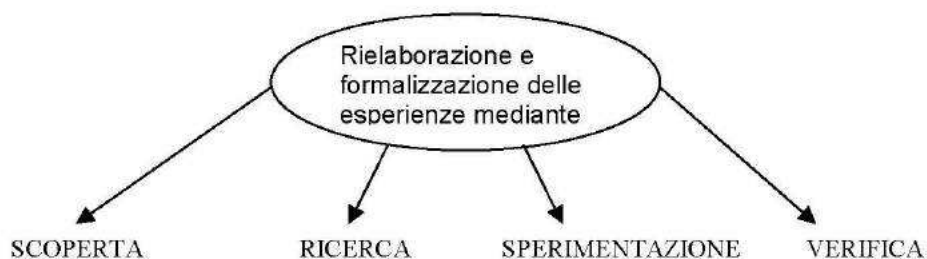 Rielaborazione e
formalizzazione delle
esperienze mediante
SCOPERTA RICERCA SPERIMENTAZIONE VERIFICA